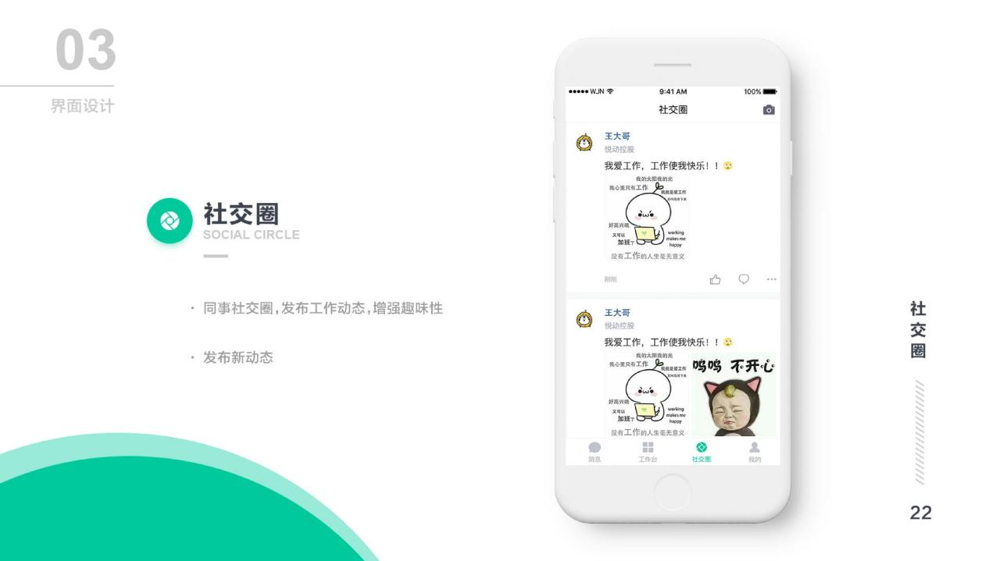 03
界面设计
社交圈
SOCIAL CIRCLE
· 同事社交圈,发布工作动态,增强趣味性
· 发布新动态
WJN
9:41 AM
100%
社交圈
王大哥
悦动控股
我爱工作，工作使我快乐！！
我的太阳我的光
我心里只有工作
我就是爱工作
好高兴哦
又可以
加班了
working
makes me
happy
没有工作的人生毫无意义
刚刚
王大哥
悦动控股
我爱工作，工作使我快乐！！
我的太阳我的光
我心里只有工作
我就是爱工作
好高兴哦
又可以
加班了
working
makes me
happy
没有工作的人生毫无意义
呜呜 不开心
消息
工作台
社交圈
我的
社交圈
22